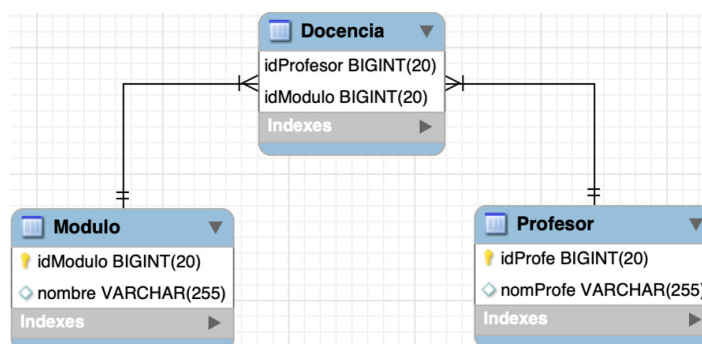 Docencia
idProfesor BIGINT(20)
idModulo BIGINT(20)
Indexes
Modulo
idModulo BIGINT(20)
nombre VARCHAR(255)
Indexes
Profesor
idProfe BIGINT(20)
nomProfe VARCHAR(255)
Indexes